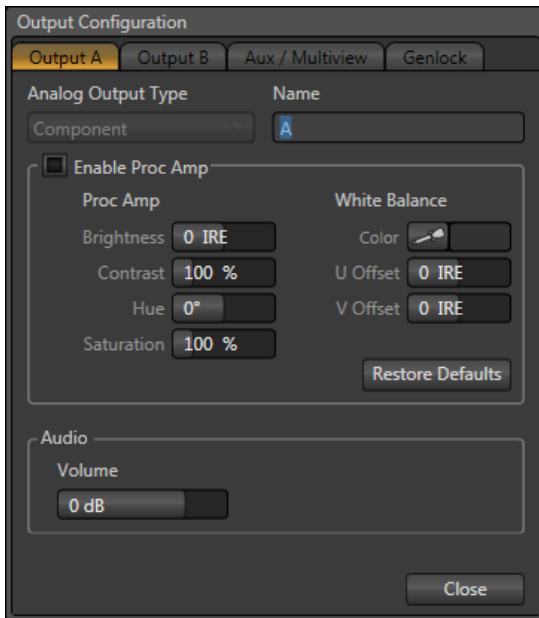 Output Configuration
Output A Output B Aux / Multiview Genlock
Analog Output Type Name
Component A
Enable Proc Amp
Proc Amp White Balance
Brightness 0 IRE Color
Contrast 100 % U Offset 0 IRE
Hue 0° V Offset 0 IRE
Saturation 100 %
Restore Defaults
Audio
Volume
0 dB
Close